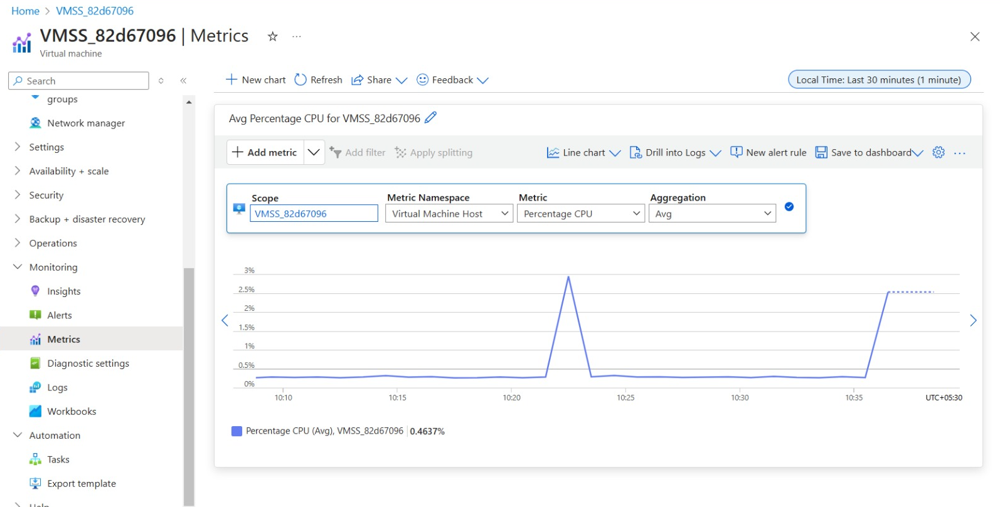 Home > VMSS_82d67096
VMSS_82d67096 | Metrics
Virtual machine
Search
groups
Network manager
Settings
Availability + scale
Security
Backup + disaster recovery
Operations
Monitoring
Insights
Alerts
Metrics
Diagnostic settings
Logs
Workbooks
Automation
Tasks
Export template
Help
New chart Refresh Share Feedback Local Time: Last 30 minutes (1 minute)
Avg Percentage CPU for VMSS_82d67096
Add metric Add filter Apply splitting Line chart Drill into Logs New alert rule Save to dashboard
Scope Metric Namespace Metric Aggregation
VMSS_82d67096 Virtual Machine Host Percentage CPU Avg
3%
2.5%
2%
1.5%
1%
0.5%
0%
10:10 10:15 10:20 10:25 10:30 10:35 UTC+05:30
Percentage CPU (Avg), VMSS_82d67096 | 0.4637%